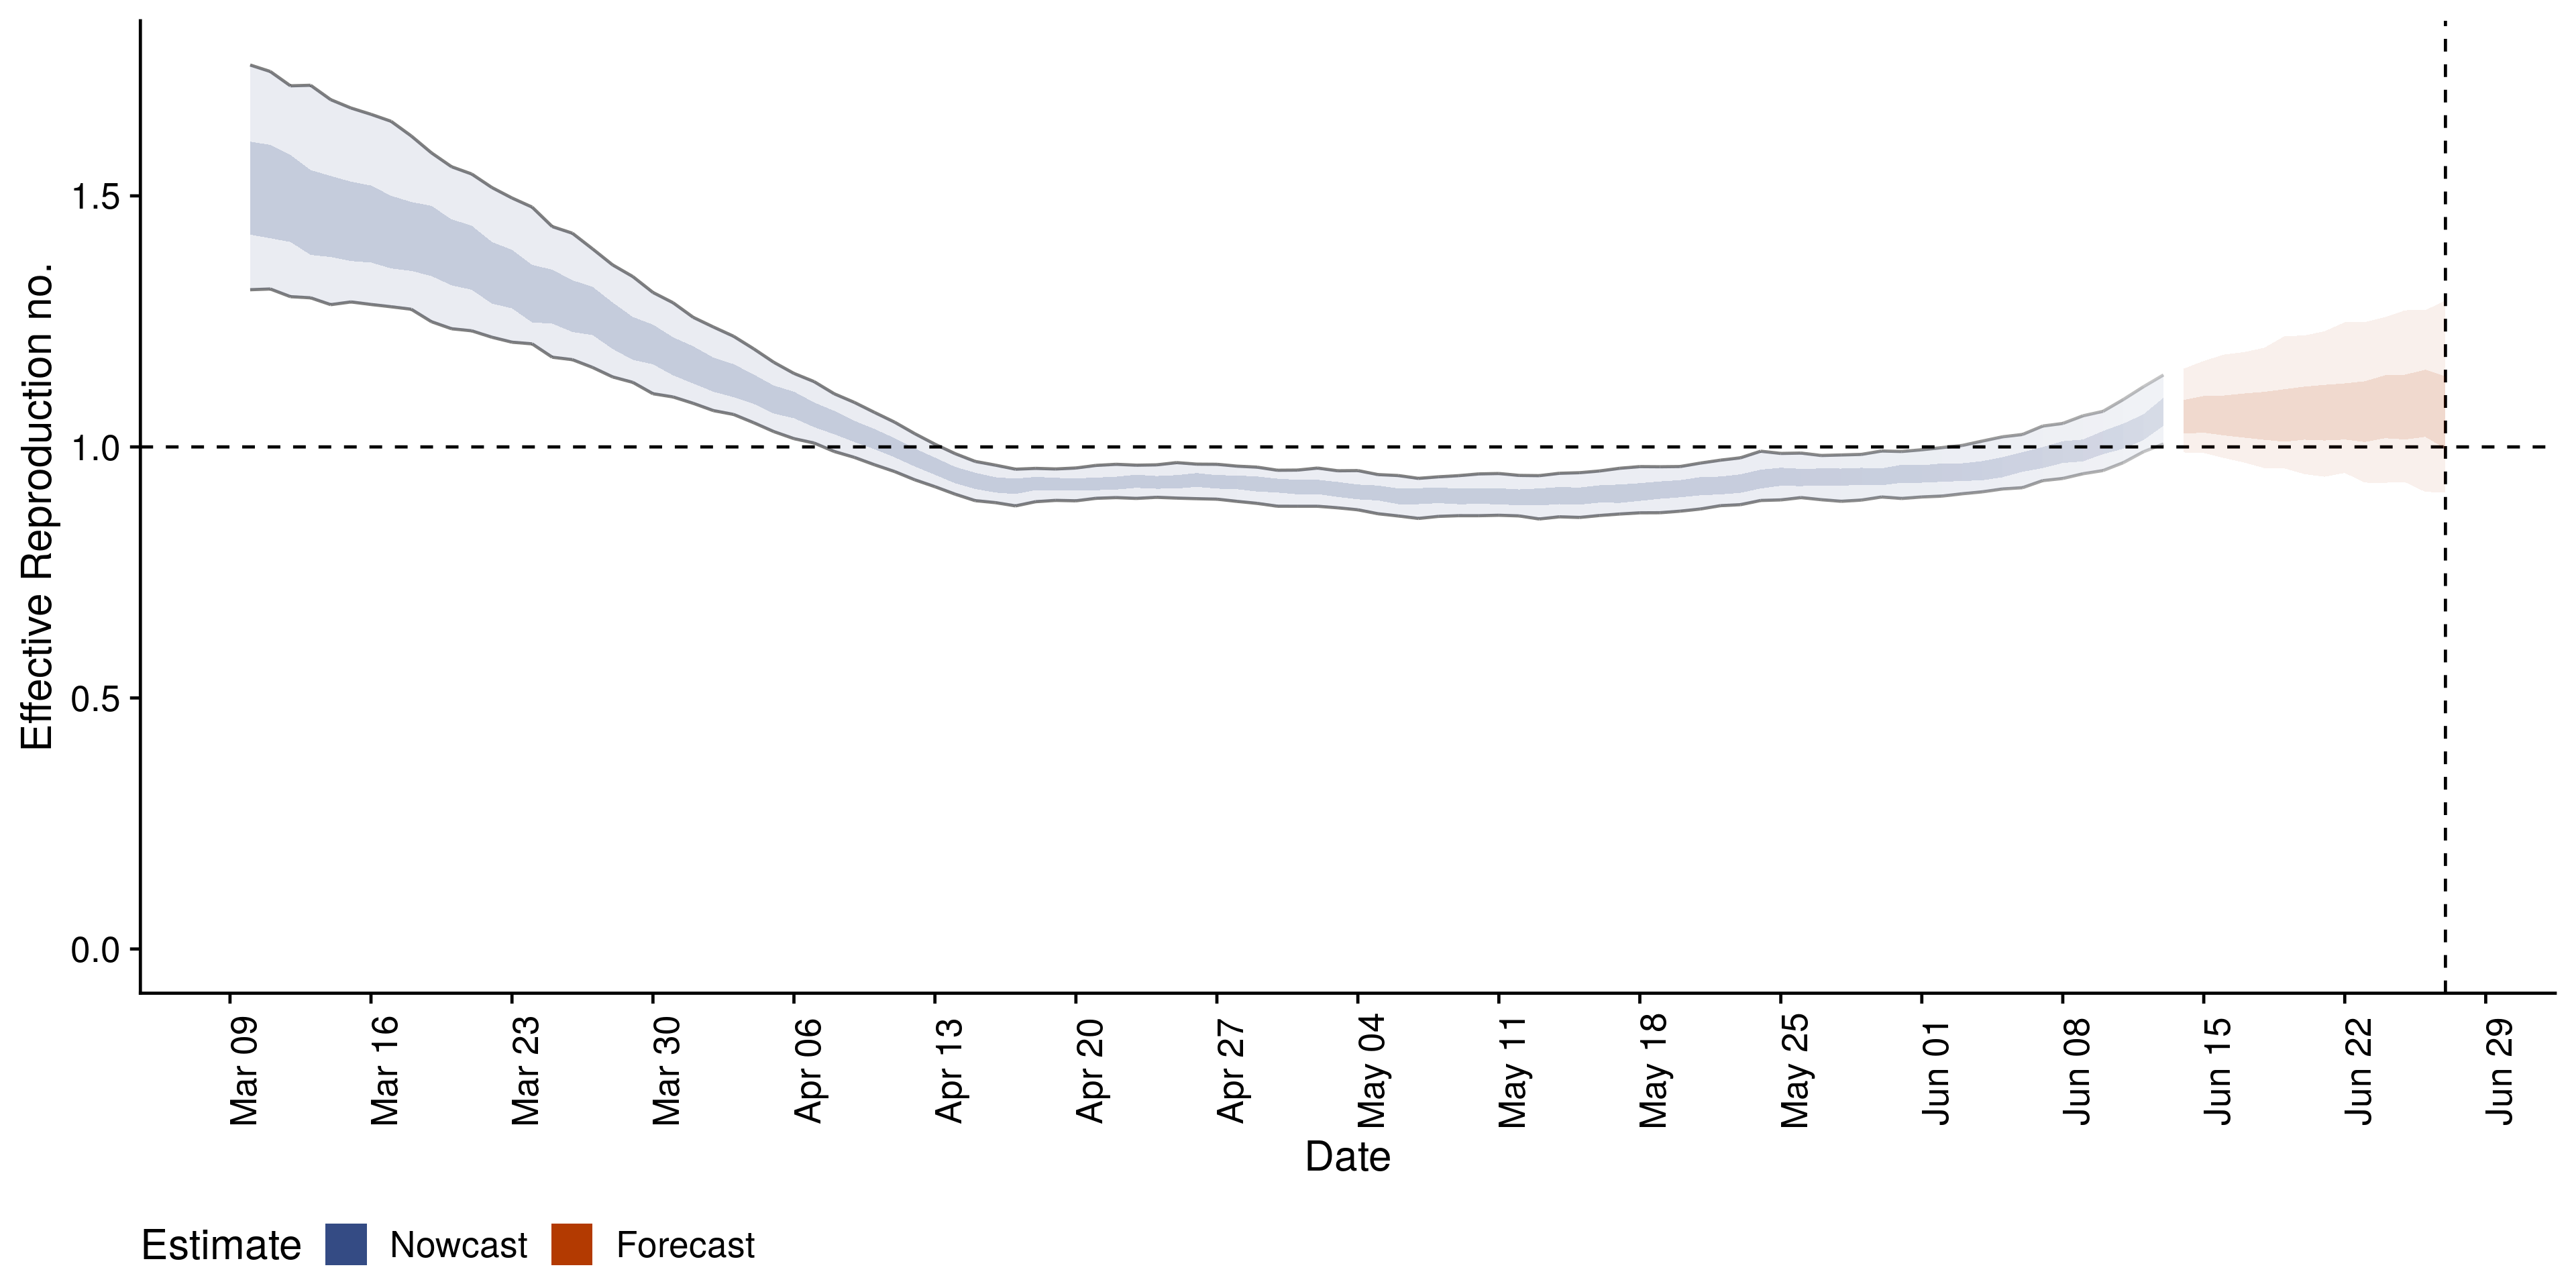 Effective Reproduction no.
1.5
1.0
0.5
0.0
Mar 09
Mar 16
Mar 23
Mar 30
Apr 06
Apr 13
Apr 20
Apr 27
May 04
May 11
May 18
May 25
Jun 01
Jun 08
Jun 15
Jun 22
Jun 29
Date
Estimate Nowcast Forecast